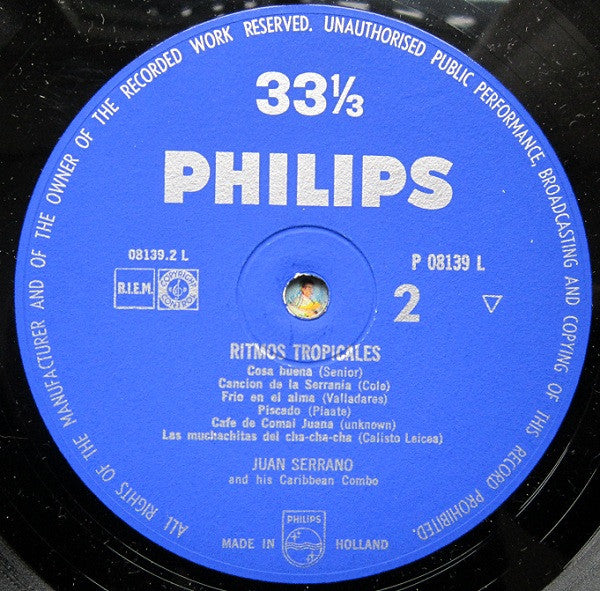 ALL RIGHTS OF THE MANUFACTURER AND OF THE OWNER OF THE RECORDED WORK RESERVED. UNAUTHORISED PUBLIC PERFORMANCE, BROADCASTING AND COPYING OF THIS RECORD PROHIBITED.
33⅓
PHILIPS
08139.2 L
P 08139 L
B.I.E.M.
COPYRIGHT CONTROL
2
RITMOS TROPICALES
Cosa buena (Senior)
Cancion de la Serrania (Cole)
Frio en el alma (Valladares)
Piscado (Plaate)
Cafe de Comai Juana (unknown)
Las muchachitas del cha-cha-cha (Calisto Leicea)
JUAN SERRANO
and his Caribbean Combo
PHILIPS
MADE IN HOLLAND